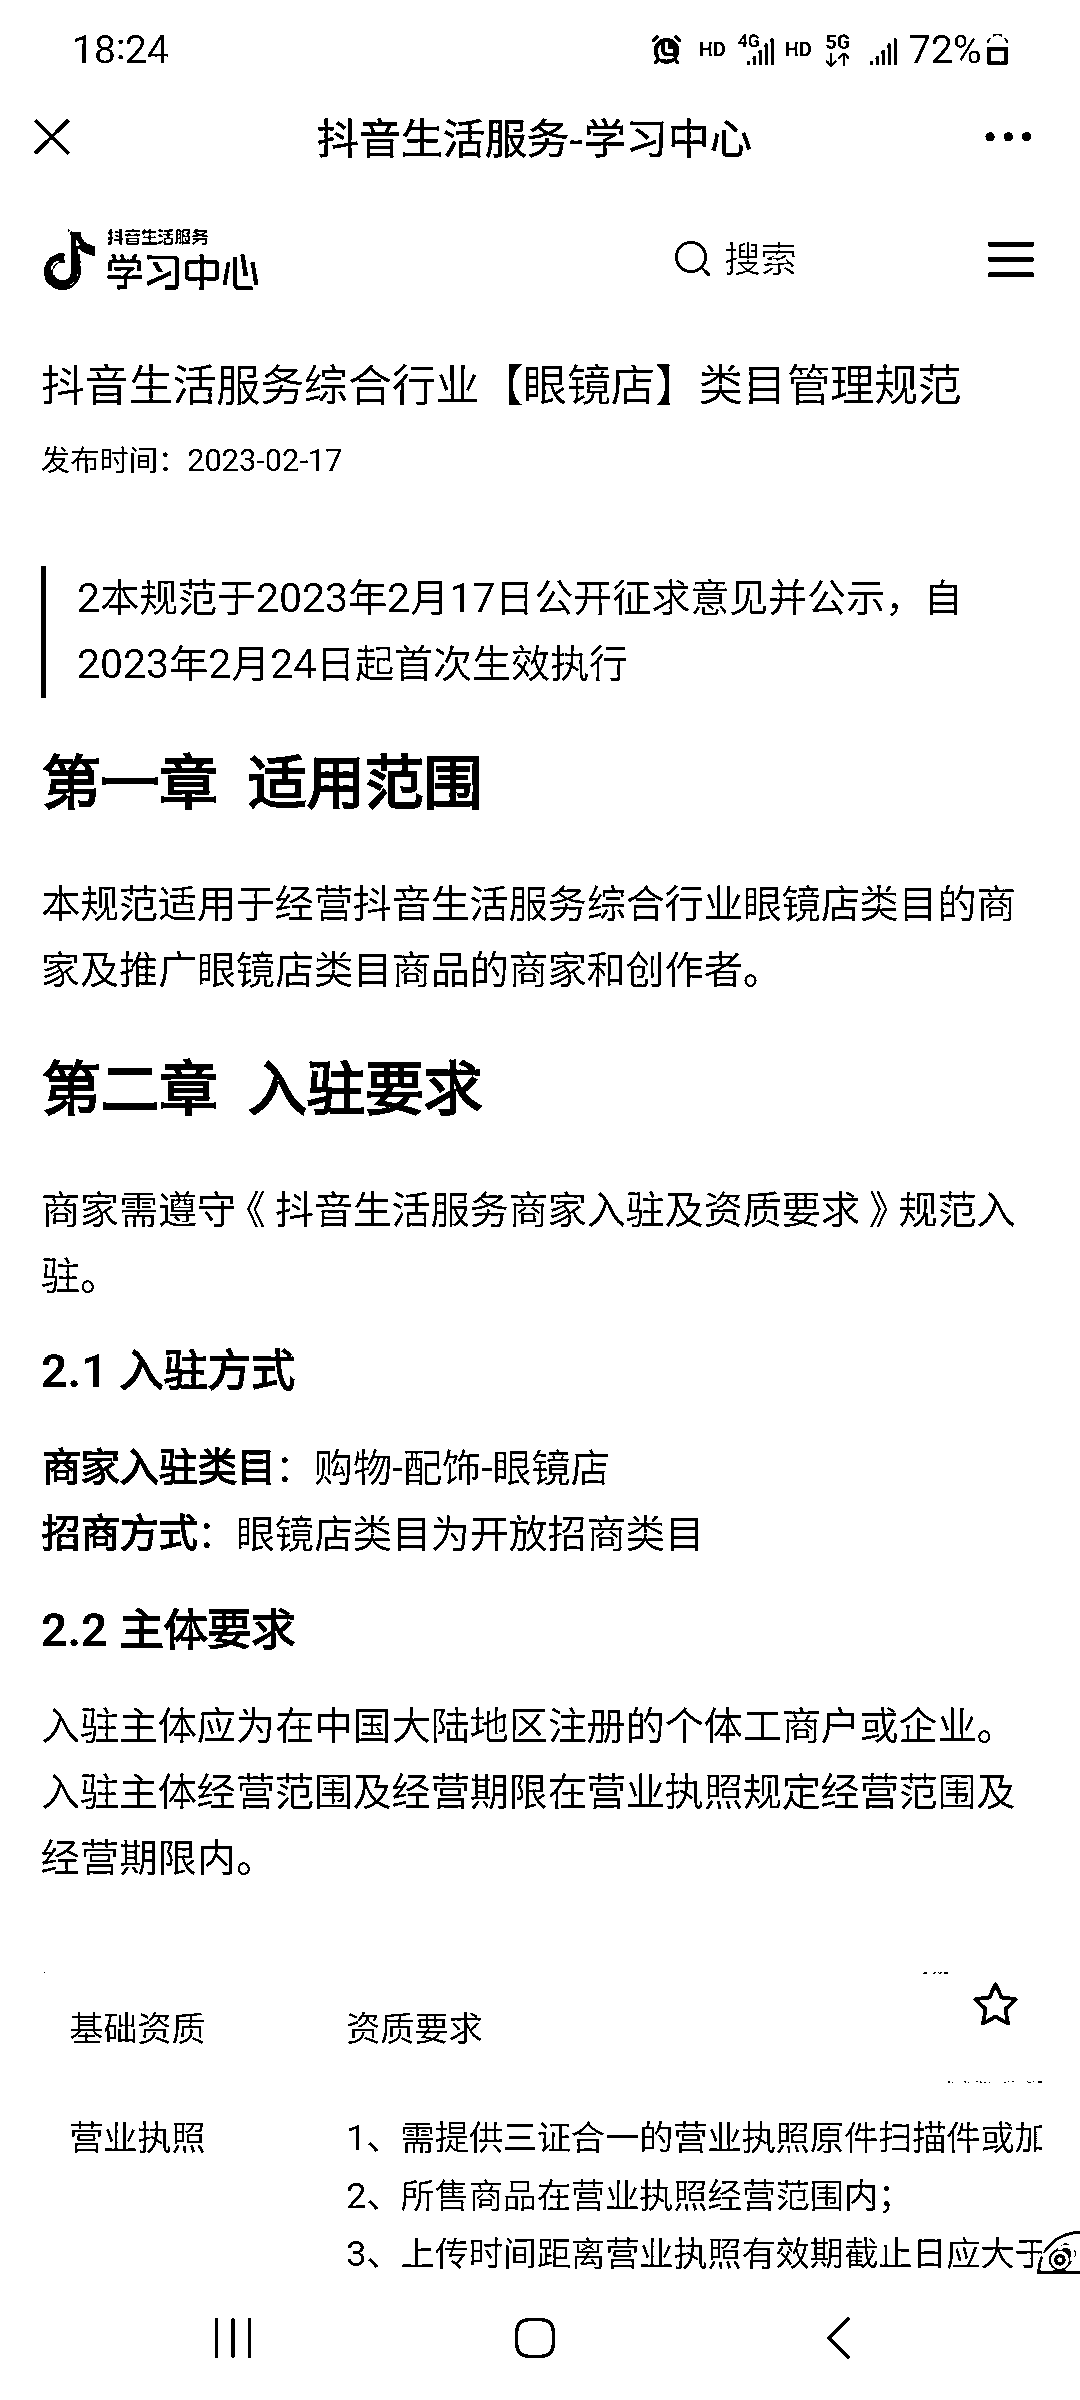 18:24
HD 4G HD 5G 72%
抖音生活服务-学习中心
抖音生活服务
学习中心
搜索
抖音生活服务综合行业【眼镜店】类目管理规范
发布时间：2023-02-17
2本规范于2023年2月17日公开征求意见并公示，自
2023年2月24日起首次生效执行
第一章 适用范围
本规范适用于经营抖音生活服务综合行业眼镜店类目的商
家及推广眼镜店类目商品的商家和创作者。
第二章 入驻要求
商家需遵守《 抖音生活服务商家入驻及资质要求 》规范入
驻。
2.1 入驻方式
商家入驻类目：购物-配饰-眼镜店
招商方式：眼镜店类目为开放招商类目
2.2 主体要求
入驻主体应为在中国大陆地区注册的个体工商户或企业。
入驻主体经营范围及经营期限在营业执照规定经营范围及
经营期限内。
基础资质 资质要求
营业执照 1、需提供三证合一的营业执照原件扫描件或加
2、所售商品在营业执照经营范围内；
3、上传时间距离营业执照有效期截止日应大于